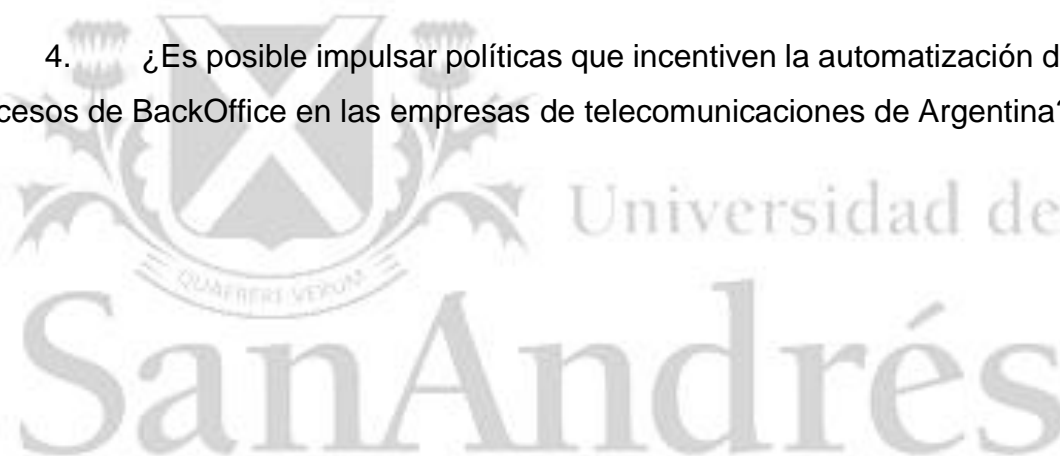 4. ¿Es posible impulsar políticas que incentiven la automatización d
cesos de BackOffice en las empresas de telecomunicaciones de Argentina?
Universidad de
QUAERERE VERUM
SanAndrés